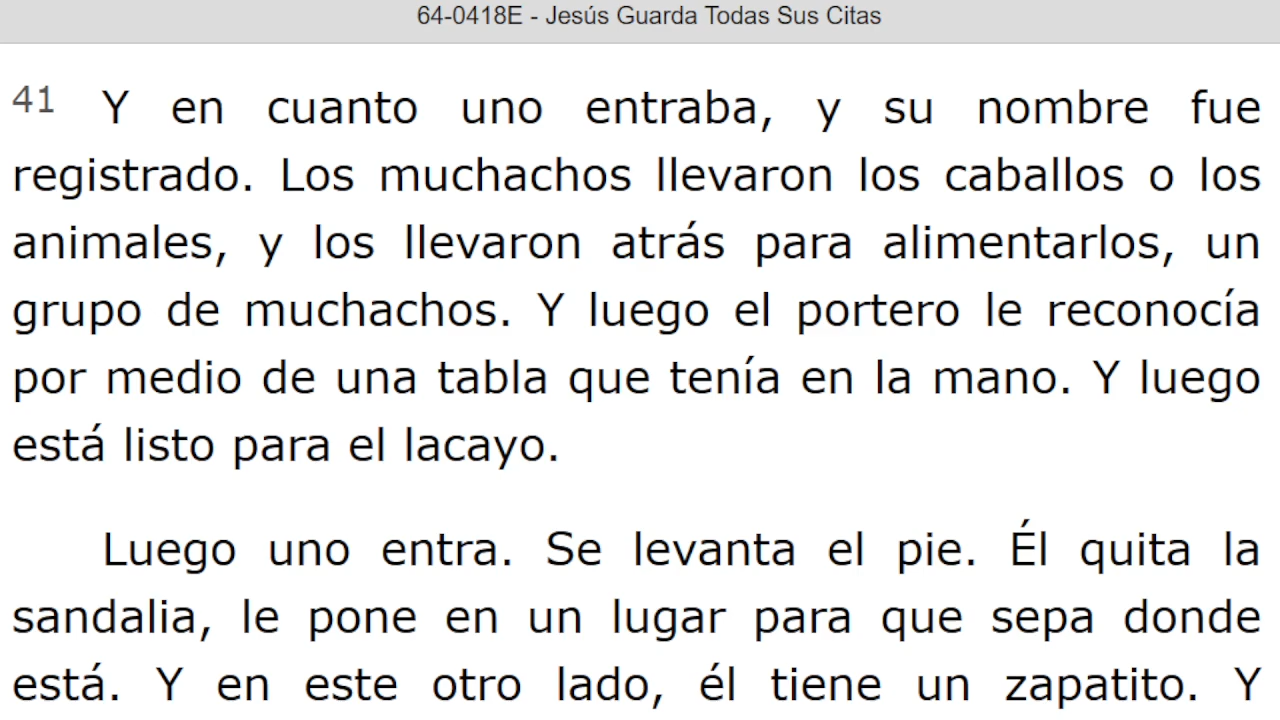 64-0418E - Jesús Guarda Todas Sus Citas
41 Y en cuanto uno entraba, y su nombre fue
registrado. Los muchachos llevaron los caballos o los
animales, y los llevaron atrás para alimentarlos, un
grupo de muchachos. Y luego el portero le reconocía
por medio de una tabla que tenía en la mano. Y luego
está listo para el lacayo.
Luego uno entra. Se levanta el pie. Él quita la
sandalia, le pone en un lugar para que sepa donde
está. Y en este otro lado, él tiene un zapatito. Y